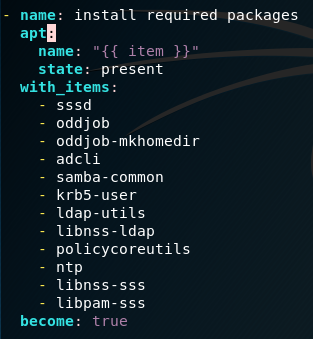 - name: install required packages
  apt:
    name: "{{ item }}"
    state: present
  with_items:
    - sssd
    - oddjob
    - oddjob-mkhomedir
    - adcli
    - samba-common
    - krb5-user
    - ldap-utils
    - libnss-ldap
    - policycoreutils
    - ntp
    - libnss-sss
    - libpam-sss
  become: true